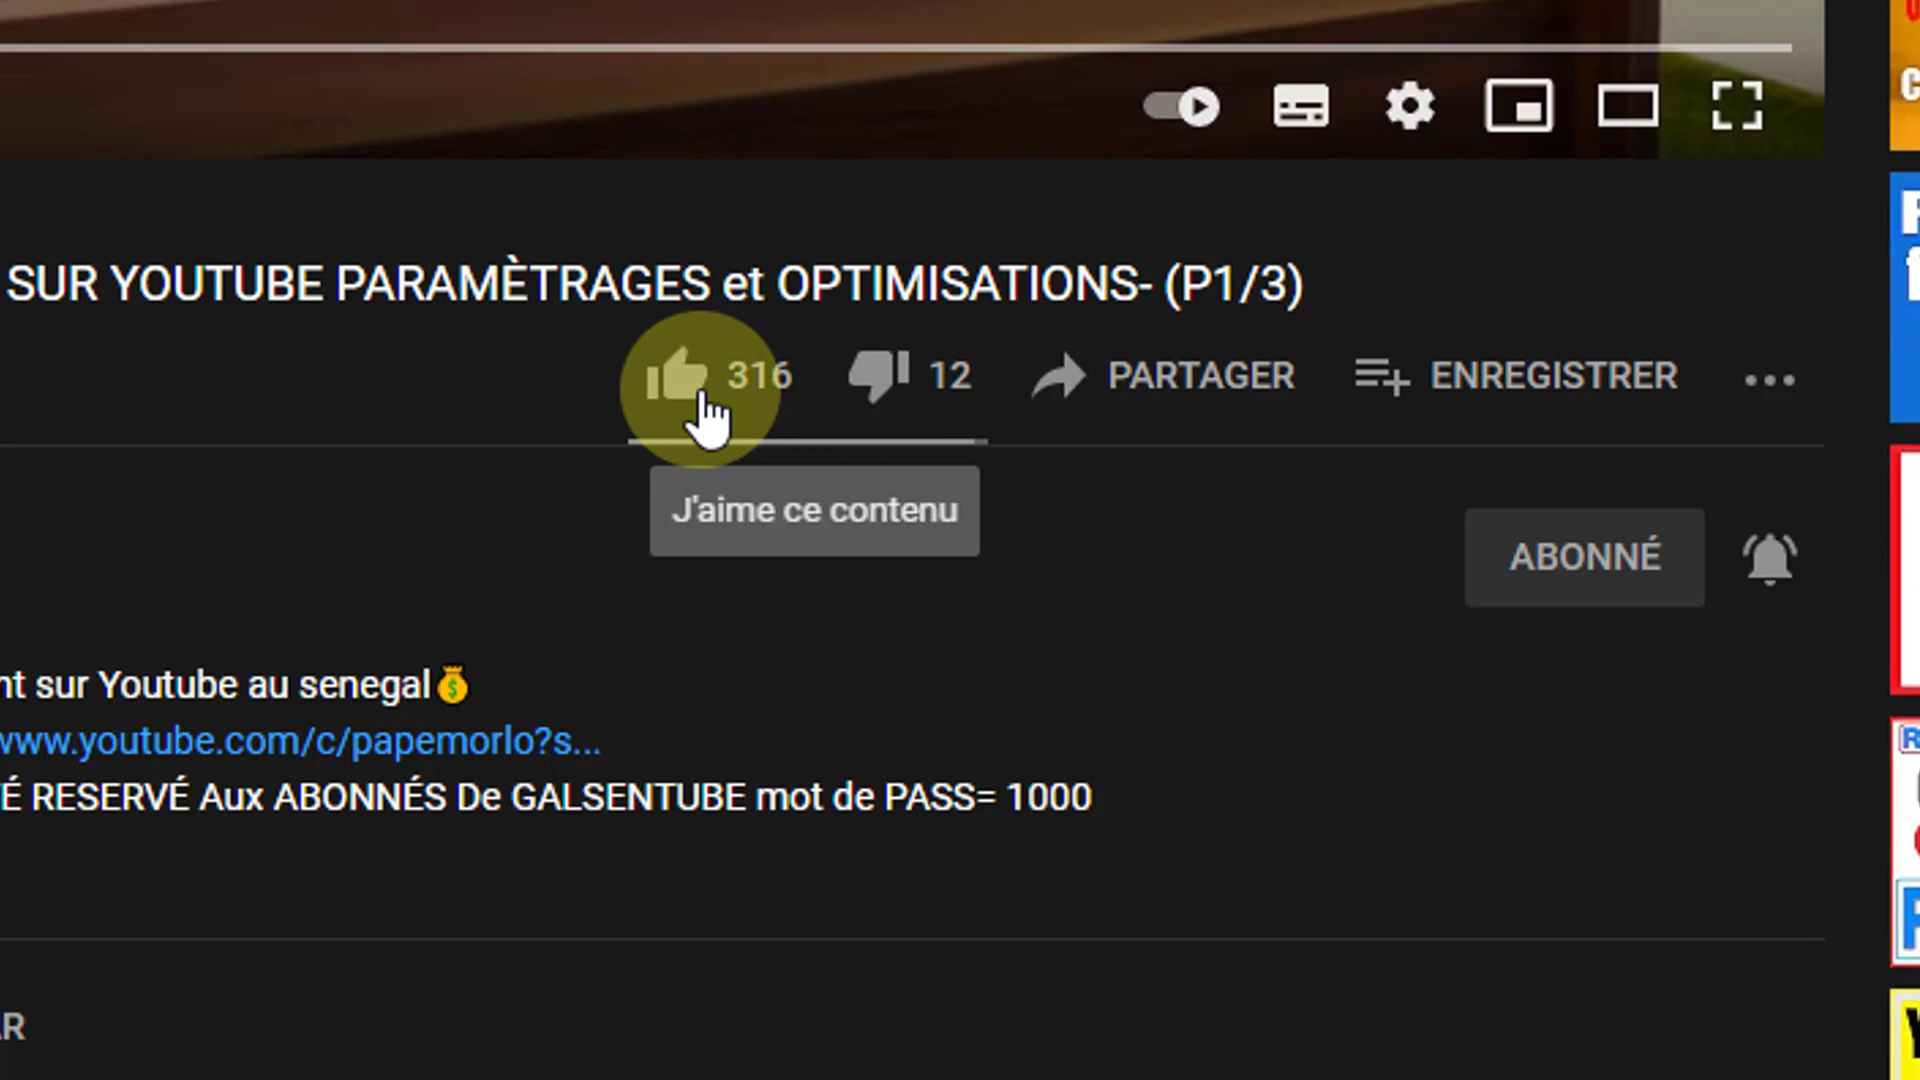 SUR YOUTUBE PARAMÈTRAGES et OPTIMISATIONS- (P1/3)
316 12 PARTAGER ENREGISTRER
J'aime ce contenu
ABONNÉ
nt sur Youtube au senegal
www.youtube.com/c/papemorlo?s...
É RESERVÉ Aux ABONNÉS De GALSENTUBE mot de PASS= 1000
AR